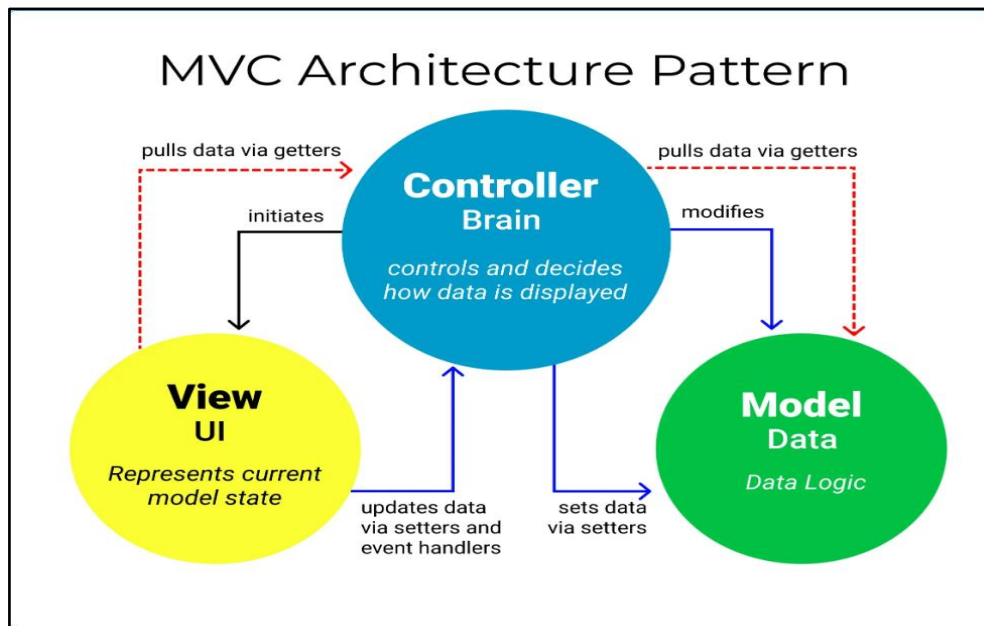 MVC Architecture Pattern
pulls data via getters
pulls data via getters
Controller
Brain
initiates
modifies
controls and decides
how data is displayed
View
UI
Represents current
model state
Model
Data
Data Logic
updates data
via setters and
event handlers
sets data
via setters